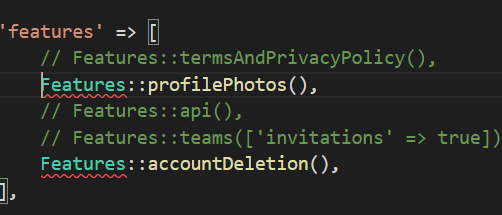 'features' => [
// Features::termsAndPrivacyPolicy(),
Features::profilePhotos(),
// Features::api(),
// Features::teams(['invitations' => true])
Features::accountDeletion(),
],